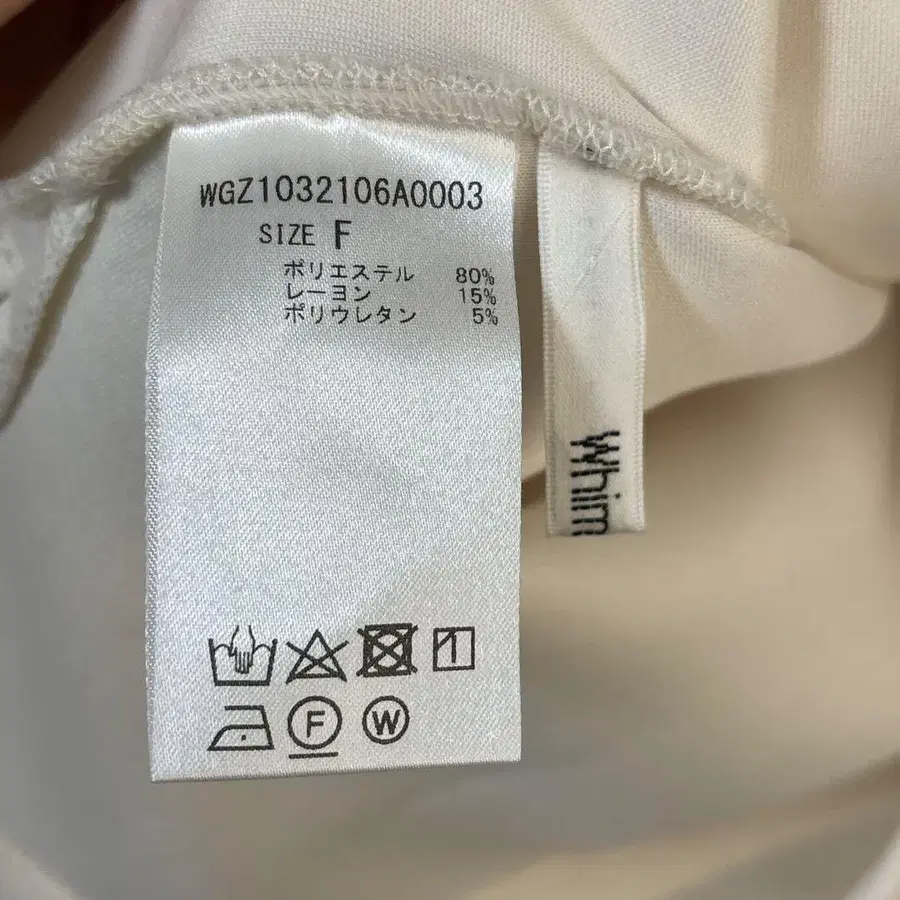 WGZ1032106A0003
SIZE F
ポリエステル 80%
レーヨン 15%
ポリウレタン 5%
F W
Whim